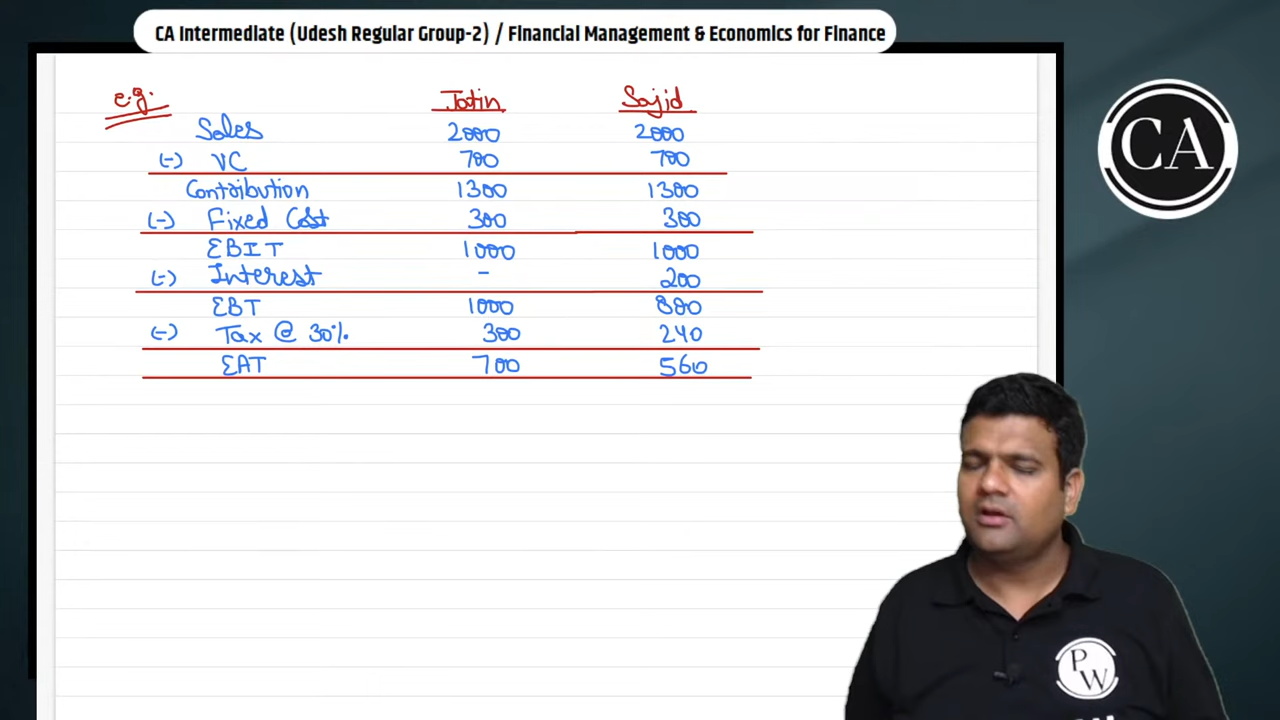 CA Intermediate (Udesh Regular Group-2) / Financial Management & Economics for Finance
CA
e.g. Jatin Sajid
Sales 2000 2000
(-) VC 700 700
Contribution 1300 1300
(-) Fixed Cost 300 300
EBIT 1000 1000
(-) Interest - 200
EBT 1000 800
(-) Tax @ 30% 300 240
EAT 700 560
PW